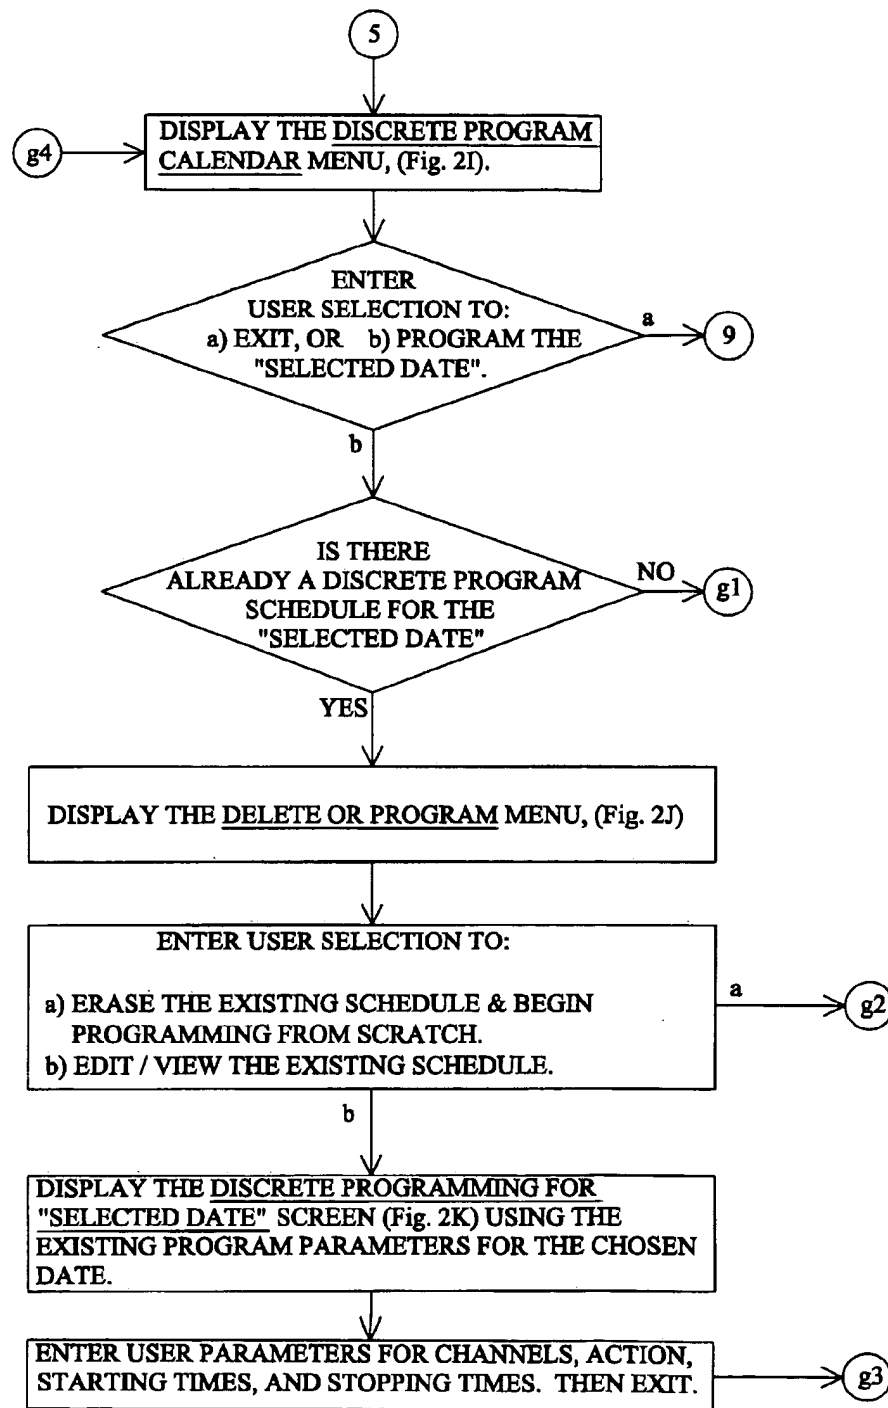 5
DISPLAY THE DISCRETE PROGRAM
CALENDAR MENU, (Fig. 2I).
g4
ENTER
USER SELECTION TO:
a) EXIT, OR b) PROGRAM THE
"SELECTED DATE".
a
9
b
IS THERE
ALREADY A DISCRETE PROGRAM
SCHEDULE FOR THE
"SELECTED DATE"
NO
g1
YES
DISPLAY THE DELETE OR PROGRAM MENU, (Fig. 2J)
ENTER USER SELECTION TO:
a) ERASE THE EXISTING SCHEDULE & BEGIN
PROGRAMMING FROM SCRATCH.
b) EDIT / VIEW THE EXISTING SCHEDULE.
a
g2
b
DISPLAY THE DISCRETE PROGRAMMING FOR
"SELECTED DATE" SCREEN (Fig. 2K) USING THE
EXISTING PROGRAM PARAMETERS FOR THE CHOSEN
DATE.
ENTER USER PARAMETERS FOR CHANNELS, ACTION,
STARTING TIMES, AND STOPPING TIMES. THEN EXIT.
g3